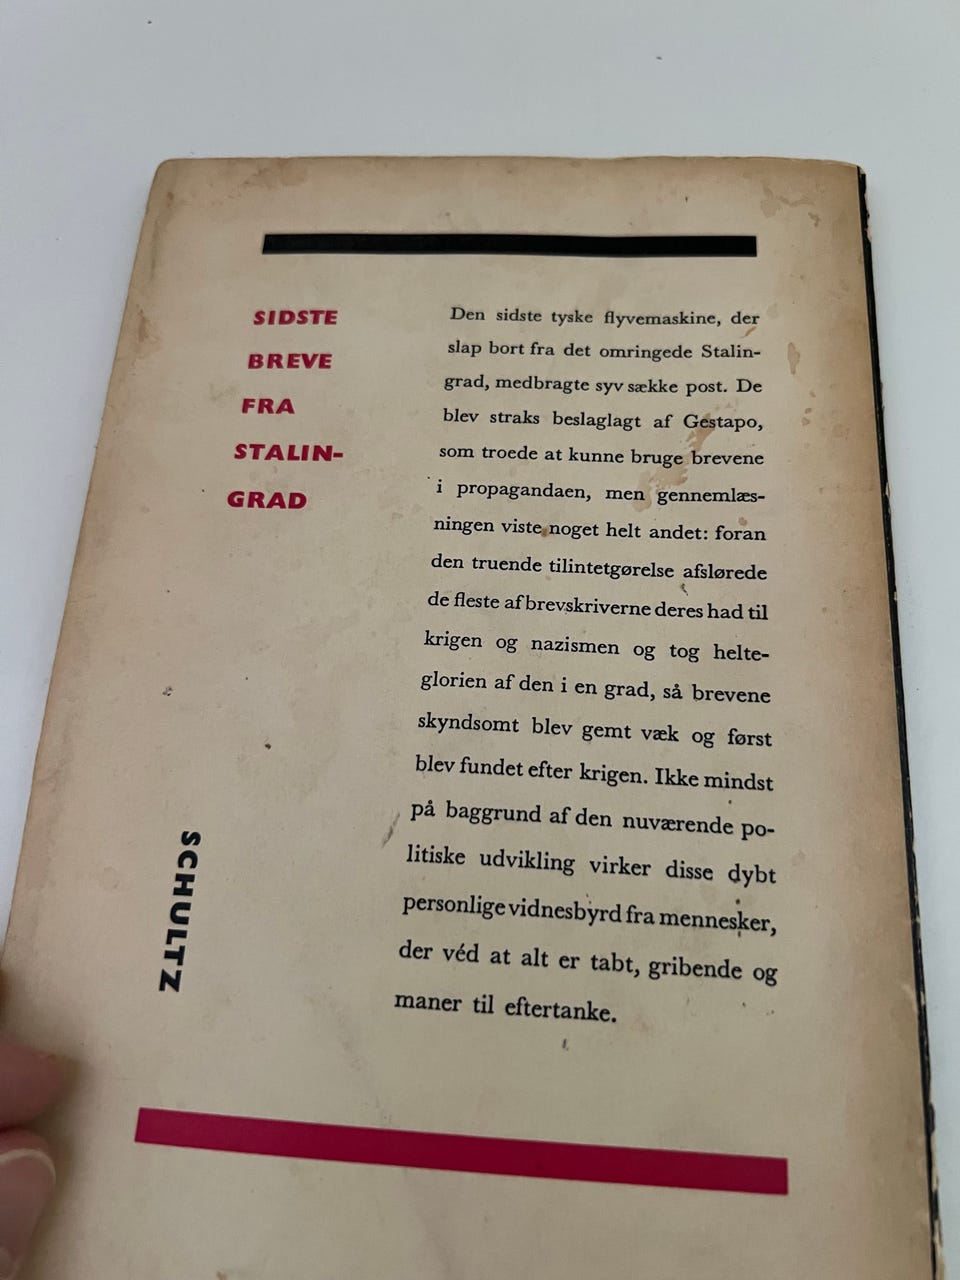 SIDSTE
BREVE
FRA
STALIN-
GRAD
Den sidste tyske flyvemaskine, der
slap bort fra det omringede Stalin-
grad, medbragte syv sække post. De
blev straks beslaglagt af Gestapo,
som troede at kunne bruge brevene
i propagandaen, men gennemlæs-
ningen viste noget helt andet: foran
den truende tilintetgørelse afslørede
de fleste af brevskriverne deres had til
krigen og nazismen og tog helte-
glorien af den i en grad, så brevene
skyndsomt blev gemt væk og først
blev fundet efter krigen. Ikke mindst
på baggrund af den nuværende po-
litiske udvikling virker disse dybt
personlige vidnesbyrd fra mennesker,
der véd at alt er tabt, gribende og
maner til eftertanke.
SCHULTZ